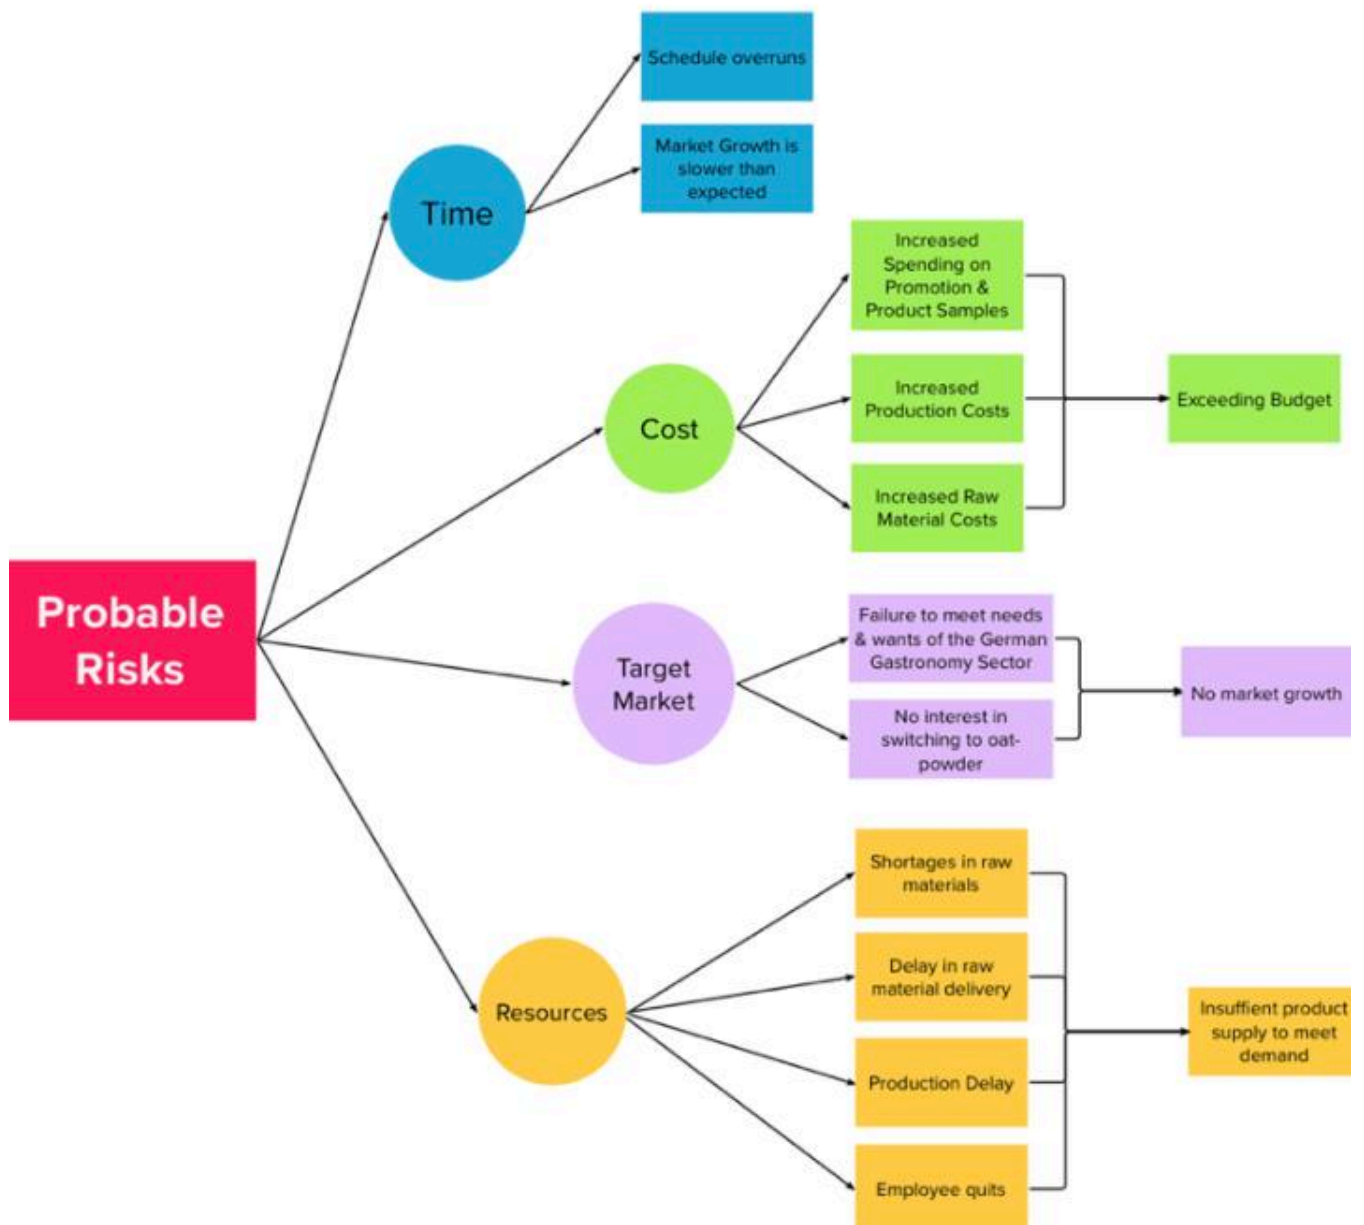 Schedule overruns
Market Growth is
slower than
expected
Time
Increased
Spending on
Promotion &
Product Samples
Increased
Production Costs
Increased Raw
Material Costs
Cost
Exceeding Budget
Probable
Risks
Failure to meet needs
& wants of the German
Gastronomy Sector
No interest in
switching to oat-
powder
Target
Market
No market growth
Shortages in raw
materials
Delay in raw
material delivery
Production Delay
Employee quits
Resources
Insuffient product
supply to meet
demand